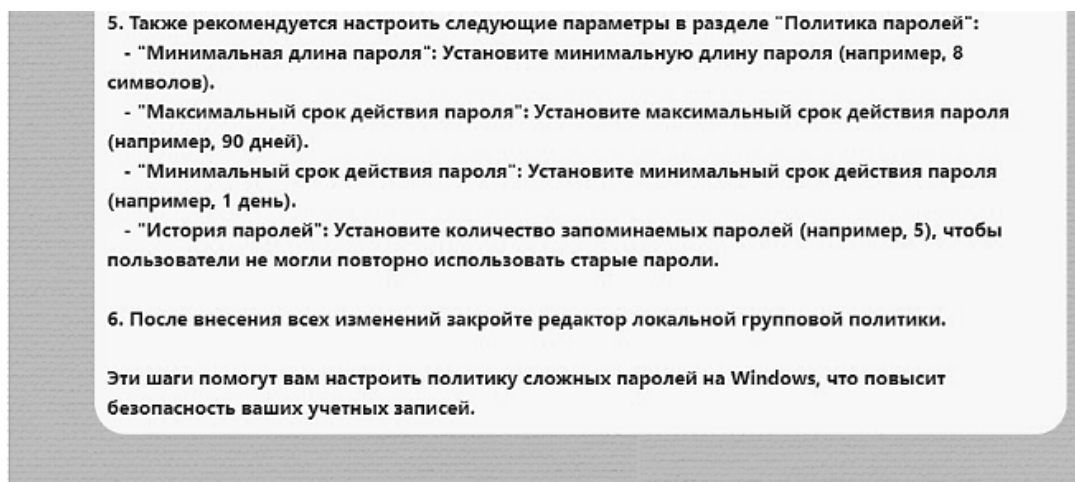 5. Также рекомендуется настроить следующие параметры в разделе "Политика паролей":
- "Минимальная длина пароля": Установите минимальную длину пароля (например, 8
символов).
- "Максимальный срок действия пароля": Установите максимальный срок действия пароля
(например, 90 дней).
- "Минимальный срок действия пароля": Установите минимальный срок действия пароля
(например, 1 день).
- "История паролей": Установите количество запоминаемых паролей (например, 5), чтобы
пользователи не могли повторно использовать старые пароли.
6. После внесения всех изменений закройте редактор локальной групповой политики.
Эти шаги помогут вам настроить политику сложных паролей на Windows, что повысит
безопасность ваших учетных записей.